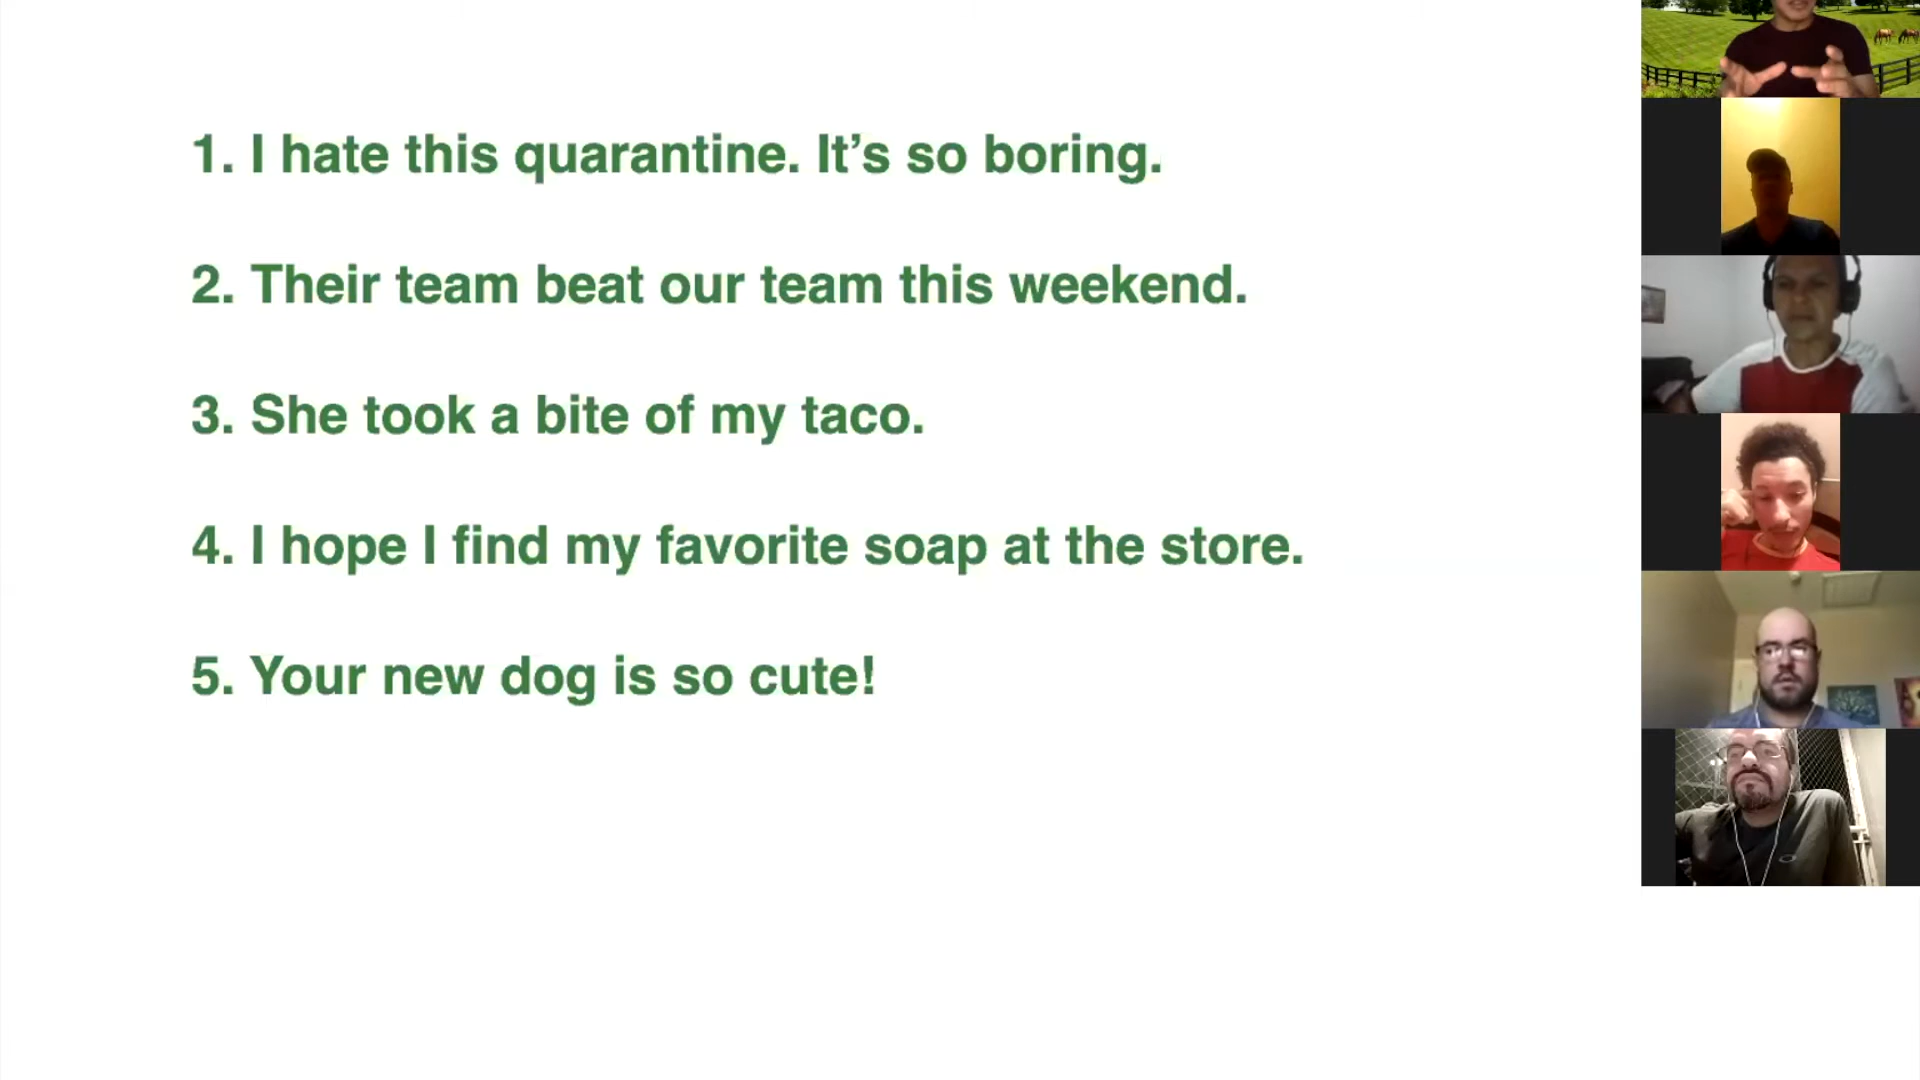 1. I hate this quarantine. It’s so boring.
2. Their team beat our team this weekend.
3. She took a bite of my taco.
4. I hope I find my favorite soap at the store.
5. Your new dog is so cute!